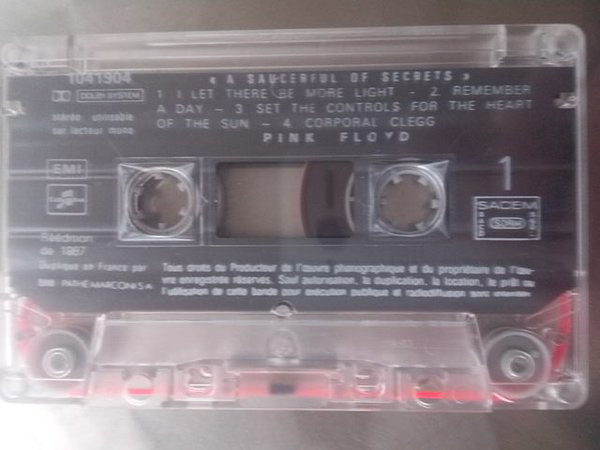 1041904
« A SAUCERFUL OF SECRETS »
DOLBY SYSTEM
1 I LET THERE BE MORE LIGHT - 2. REMEMBER
A DAY - 3 SET THE CONTROLS FOR THE HEART
OF THE SUN - 4. CORPORAL CLEGG
stéréo utilisable
sur lecteur mono
PINK FLOYD
EMI
1
SACEM
Columbia
Réédition
de 1987
Dupliqué en France par
EMI PATHE MARCONI S.A
Tous droits du Producteur de l'œuvre phonographique et du propriétaire de l'œu-
vre enregistrée réservés. Sauf autorisation, la duplication, la location, le prêt ou
l'utilisation de cette bande pour exécution publique et radiodiffusion sont interdits